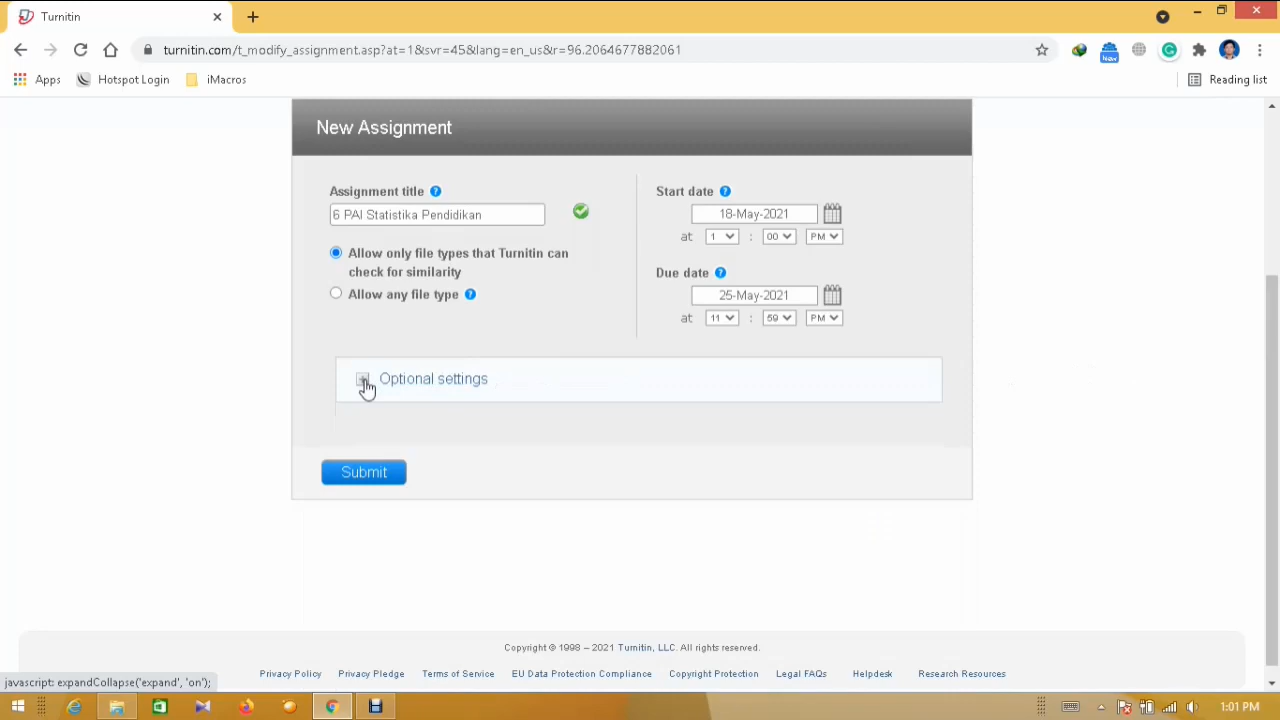 Turnitin
turnitin.com/t_modify_assignment.asp?at=1&svr=45&lang=en_us&r=96.2064677882061
New
Apps
Hotspot Login
iMacros
Reading list
New Assignment
Assignment title ?
6 PAI Statistika Pendidikan
Allow only file types that Turnitin can
check for similarity
Allow any file type ?
Start date ?
18-May-2021
at 1 : 00 PM
Due date ?
25-May-2021
at 11 : 59 PM
Optional settings
Submit
Copyright © 1998 – 2021 Turnitin, LLC. All rights reserved.
Privacy Policy Privacy Pledge Terms of Service EU Data Protection Compliance Copyright Protection Legal FAQs Helpdesk Research Resources
javascript: expandCollapse('expand', 'on');
1:01 PM